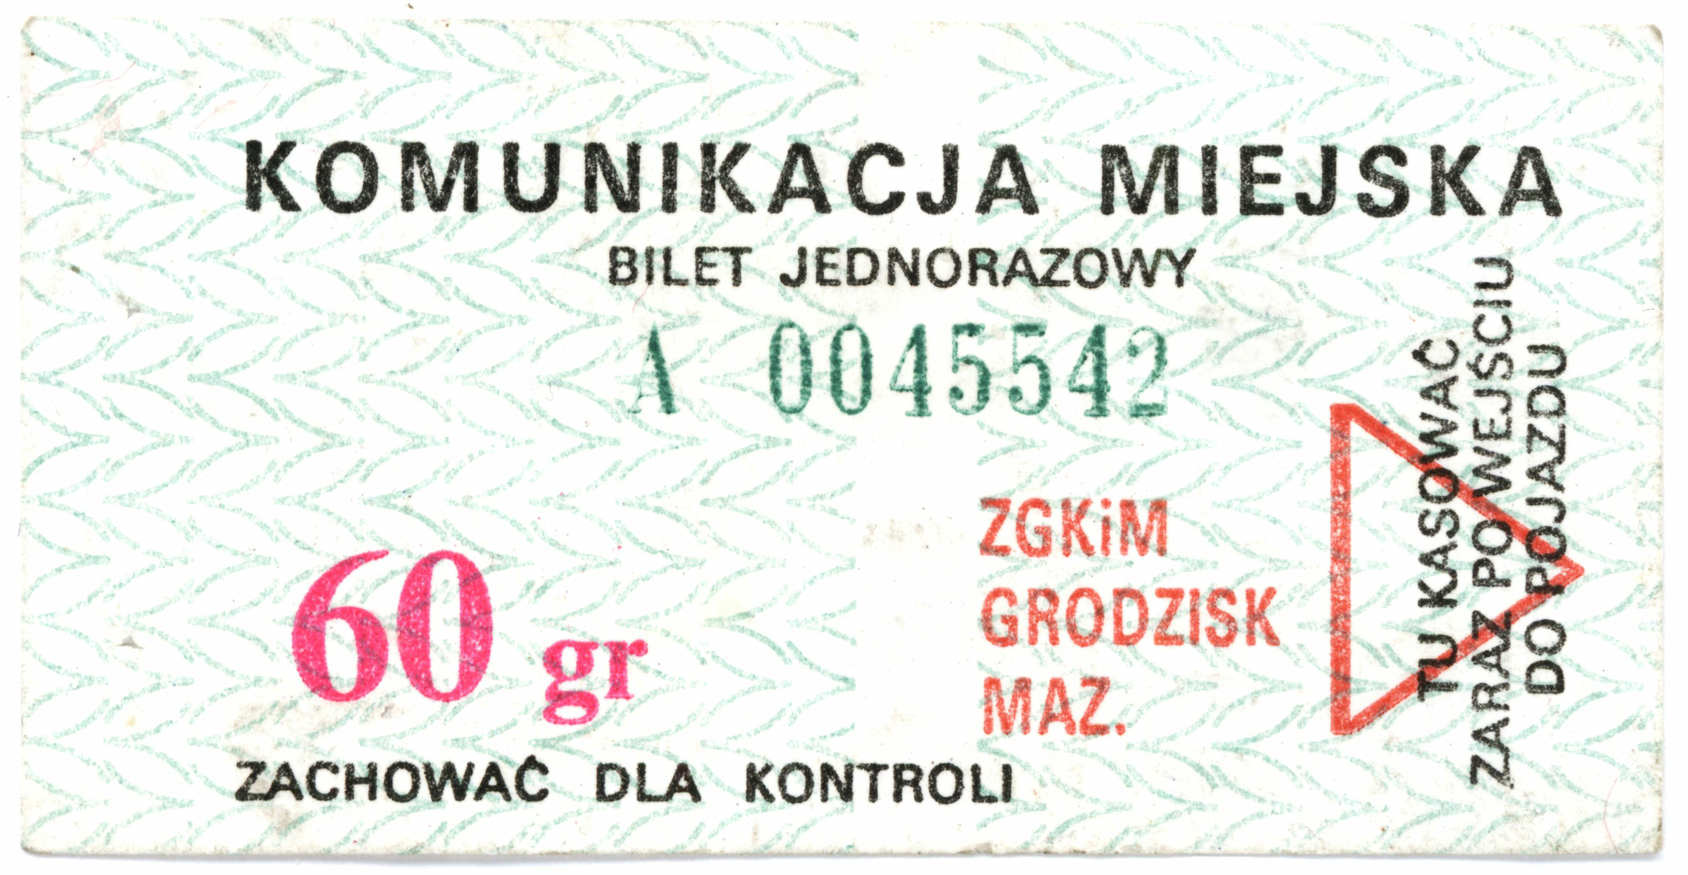 KOMUNIKACJA MIEJSKA
BILET JEDNORAZOWY
A 0045542
60 gr
ZGKiM
GRODZISK
MAZ.
ZACHOWAĆ DLA KONTROLI
TU KASOWAĆ
ZARAZ PO WEJŚCIU
DO POJAZDU